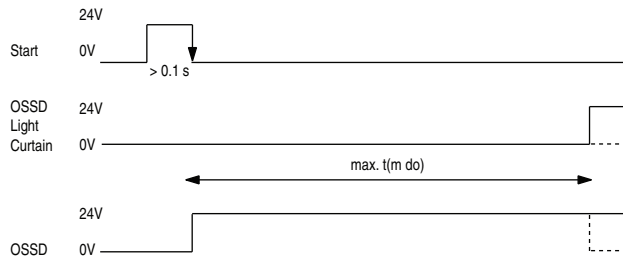 24V
Start 0V
> 0.1 s
OSSD 24V
Light
Curtain 0V
max. t(m do)
24V
OSSD 0V